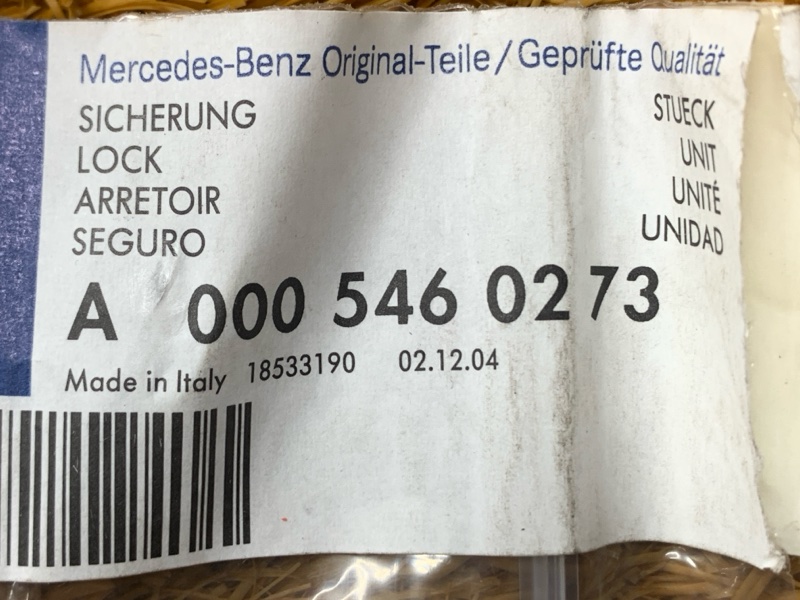 Mercedes-Benz Original-Teile/Geprüfte Qualität
SICHERUNG STUECK
LOCK UNIT
ARRETOIR UNITÉ
SEGURO UNIDAD
A 000 546 02 73
Made in Italy 18533190 02.12.04